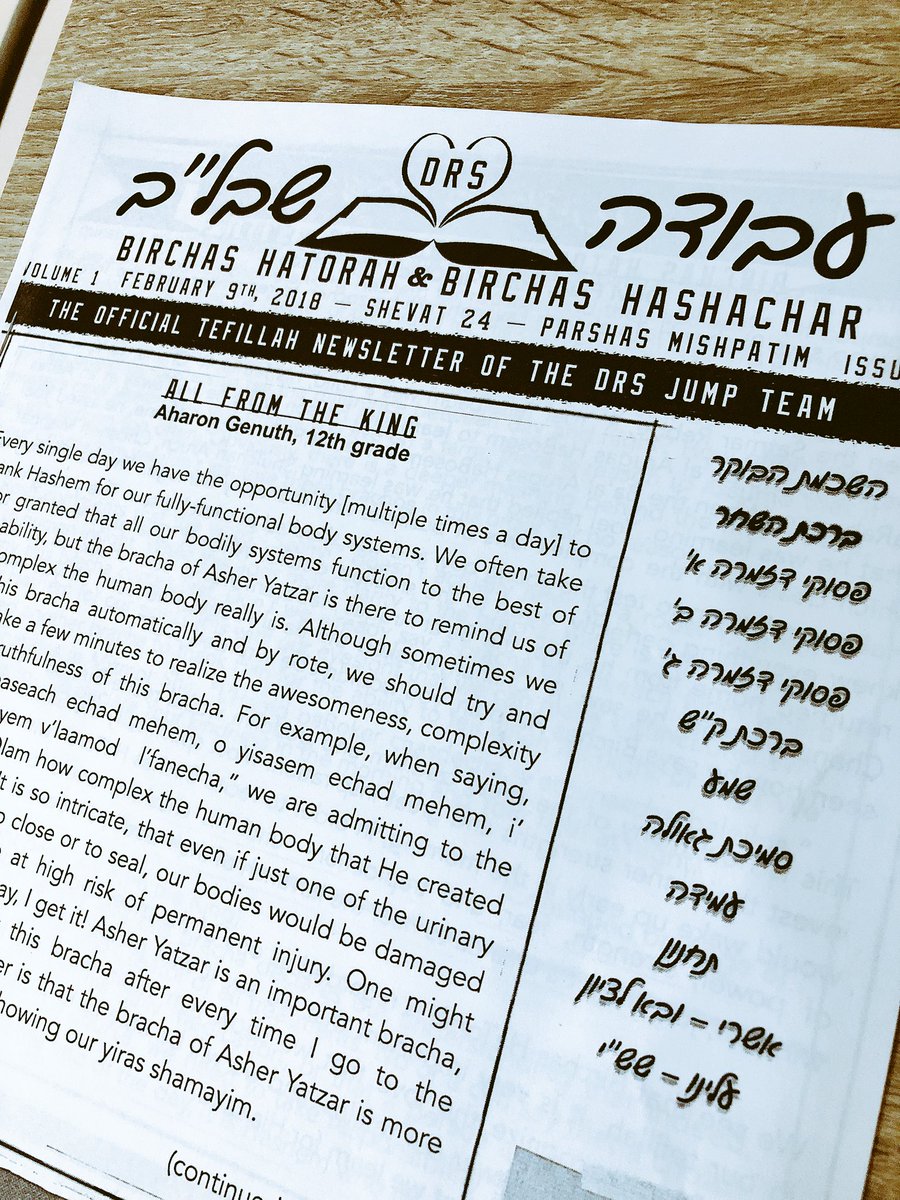 עבודה שבל״ב
DRS
BIRCHAS HATORAH & BIRCHAS HASHACHAR
VOLUME 1 FEBRUARY 9TH, 2018 — SHEVAT 24 — PARSHAS MISHPATIM
THE OFFICIAL TEFILLAH NEWSLETTER OF THE DRS JUMP TEAM
ALL FROM THE KING
Aharon Genuth, 12th grade
Every single day we have the opportunity [multiple times a day] to
Hashem for our fully-functional body systems. We often take
for granted that all our bodily systems function to the best of
ability, but the bracha of Asher Yatzar is there to remind us of
complex the human body really is. Although sometimes we
this bracha automatically and by rote, we should try and
take a few minutes to realize the awesomeness, complexity
truthfulness of this bracha. For example, when saying,
echad mehem, o yisasem echad mehem, i’
v’laamod l’fanecha,” we are admitting to the
how complex the human body that He created
It is so intricate, that even if just one of the urinary
close or to seal, our bodies would be damaged
at high risk of permanent injury. One might
I get it! Asher Yatzar is an important bracha,
this bracha after every time I go to the
is that the bracha of Asher Yatzar is more
showing our yiras shamayim.
השכמת הבוקר
ברכת השחר
פסוקי דזמרה א'
פסוקי דזמרה ב'
פסוקי דזמרה ג'
ברכת ק"ש
שמע
סמיכת גאולה
עמידה
תחנון
אשרי = ובא לציון
עלינו = שש"י